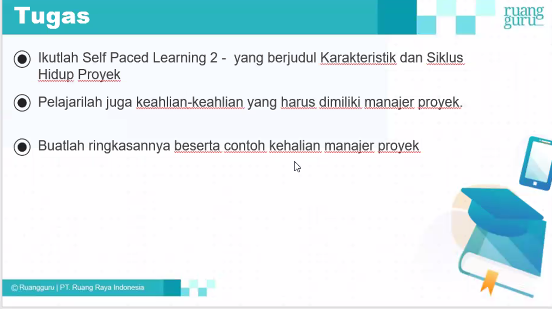 Tugas
ruang
guru
Ikutlah Self Paced Learning 2 - yang berjudul Karakteristik dan Siklus
Hidup Proyek
Pelajarilah juga keahlian-keahlian yang harus dimiliki manajer proyek.
Buatlah ringkasannya beserta contoh kehalian manajer proyek
© Ruangguru | PT. Ruang Raya Indonesia